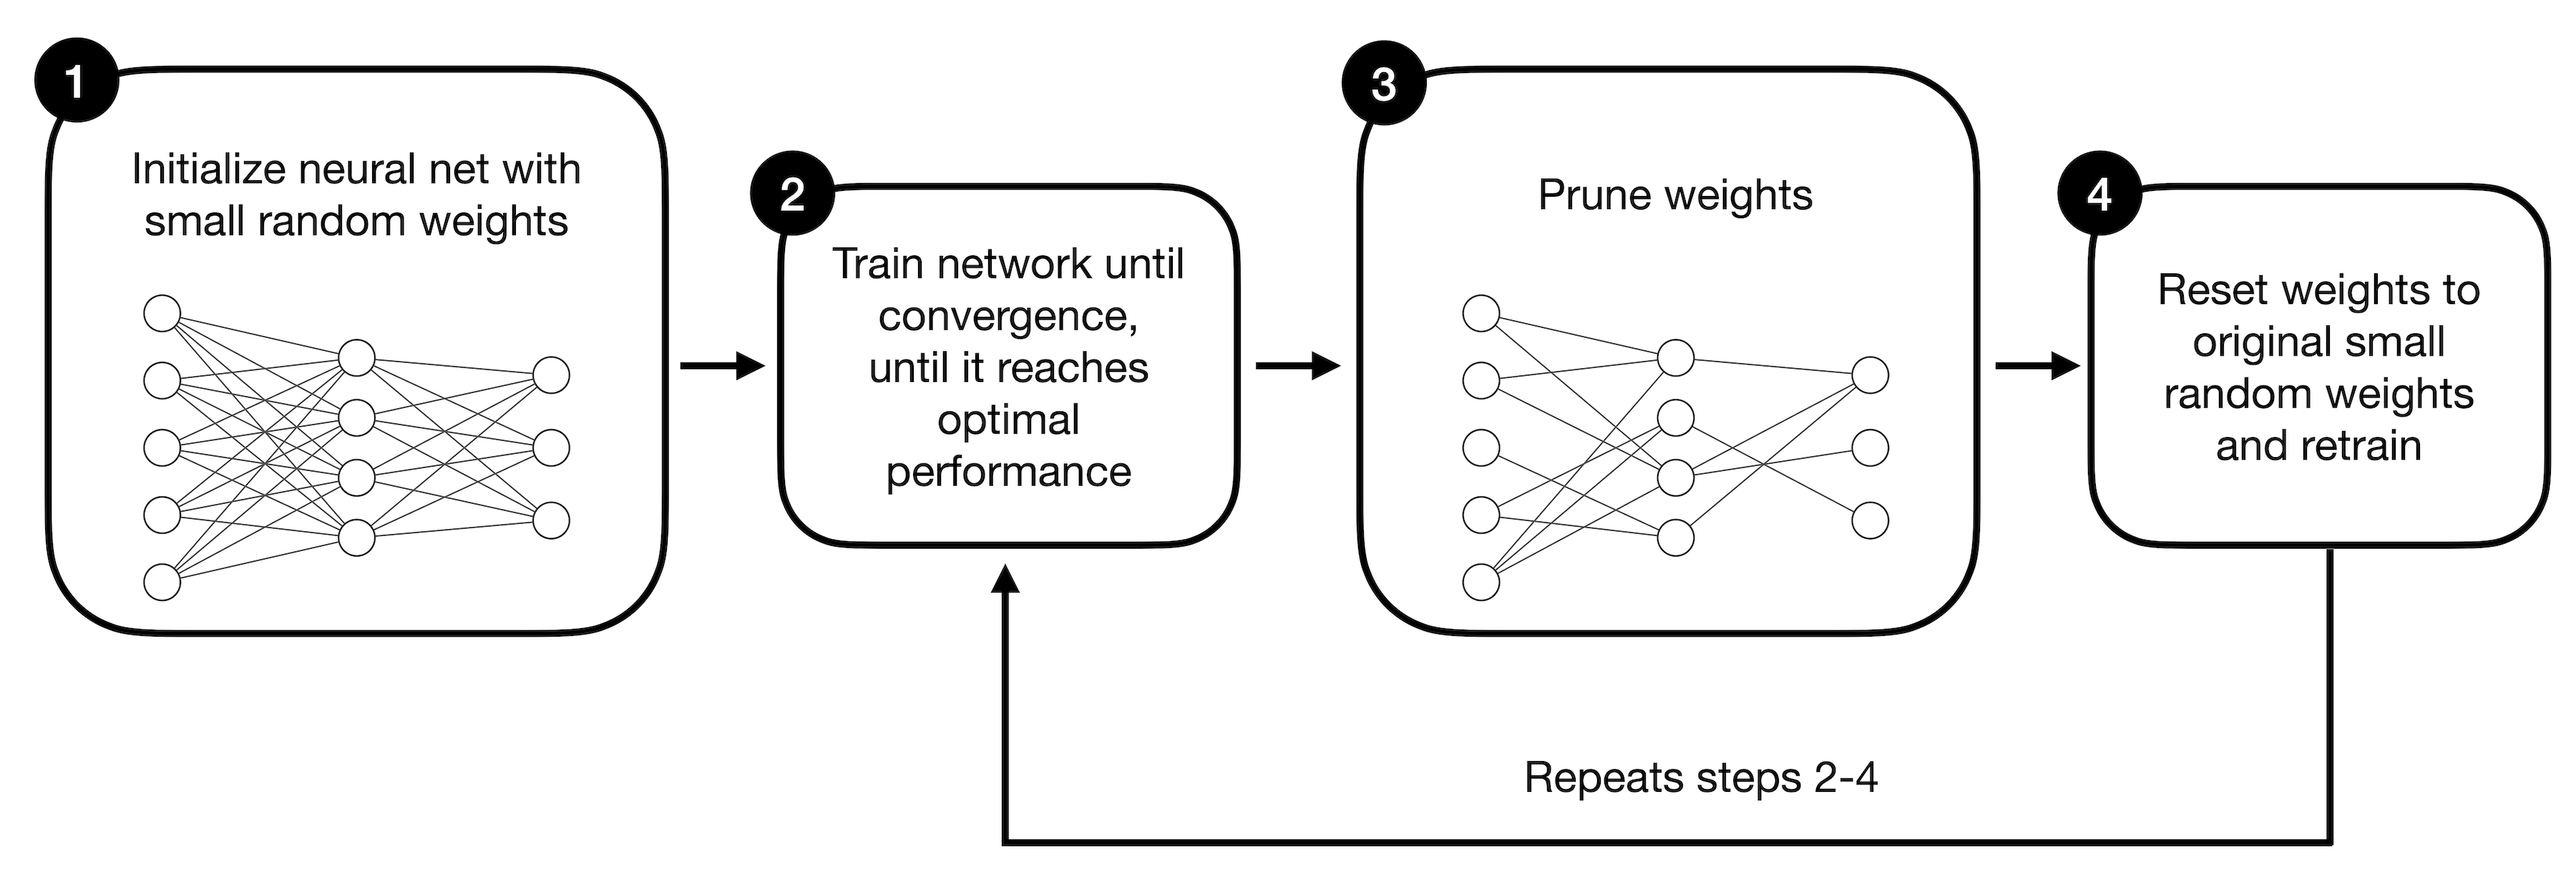 1
Initialize neural net with
small random weights
2
Train network until
convergence,
until it reaches
optimal
performance
3
Prune weights
4
Reset weights to
original small
random weights
and retrain
Repeats steps 2-4